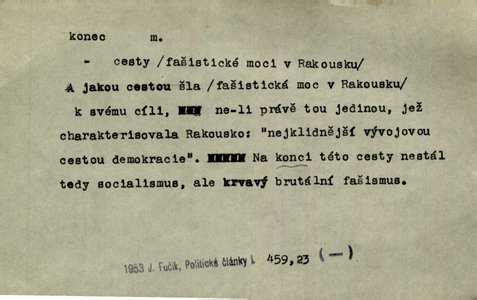 konec m.
- cesty /fašistické moci v Rakousku/
A jakou cestou šla /fašistická moc v Rakousku/
k svému cíli, ne-li právě tou jedinou, jež
charakterisovala Rakousko: "nejklidnější vývojovou
cestou demokracie". Na konci této cesty nestál
tedy socialismus, ale krvavý brutální fašismus.
1953 J. Fučík, Politické články I. 459,23 (-)